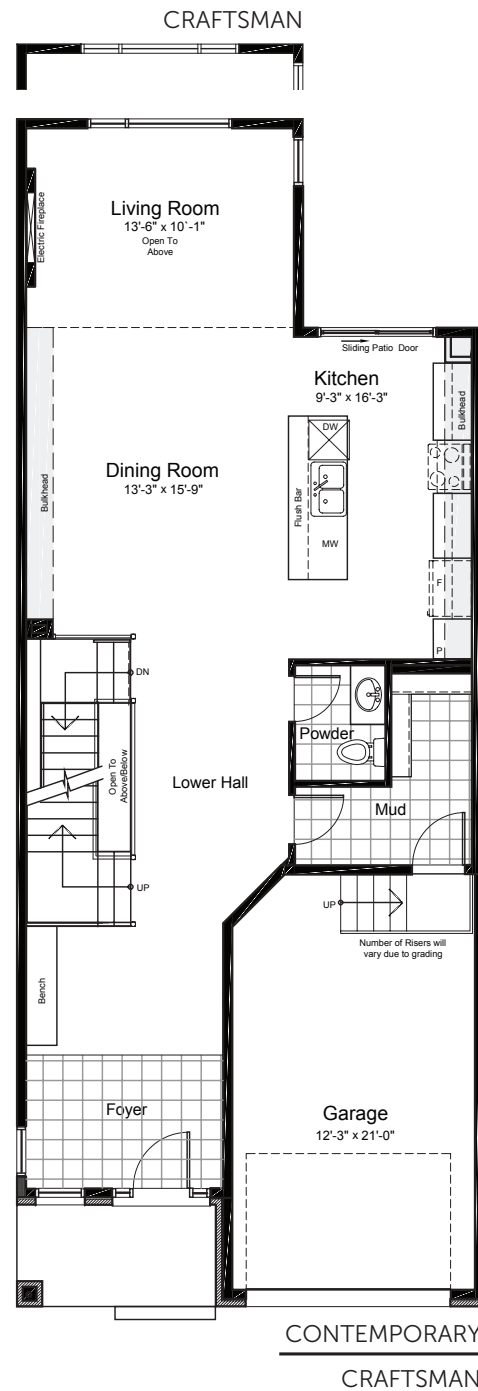 CRAFTSMAN
Living Room
13'-6" x 10`-1"
Open To
Above
Electric Fireplace
Sliding Patio Door
Kitchen
9'-3" x 16'-3"
Bulkhead
DW
Dining Room
13'-3" x 15'-9"
Bulkhead
Flush Bar
MW
F
P
DN
Powder
Open To
Above/Below
Lower Hall
Mud
UP
UP
Number of Risers will
vary due to grading
Bench
Foyer
Garage
12'-3" x 21'-0"
CONTEMPORARY
CRAFTSMAN